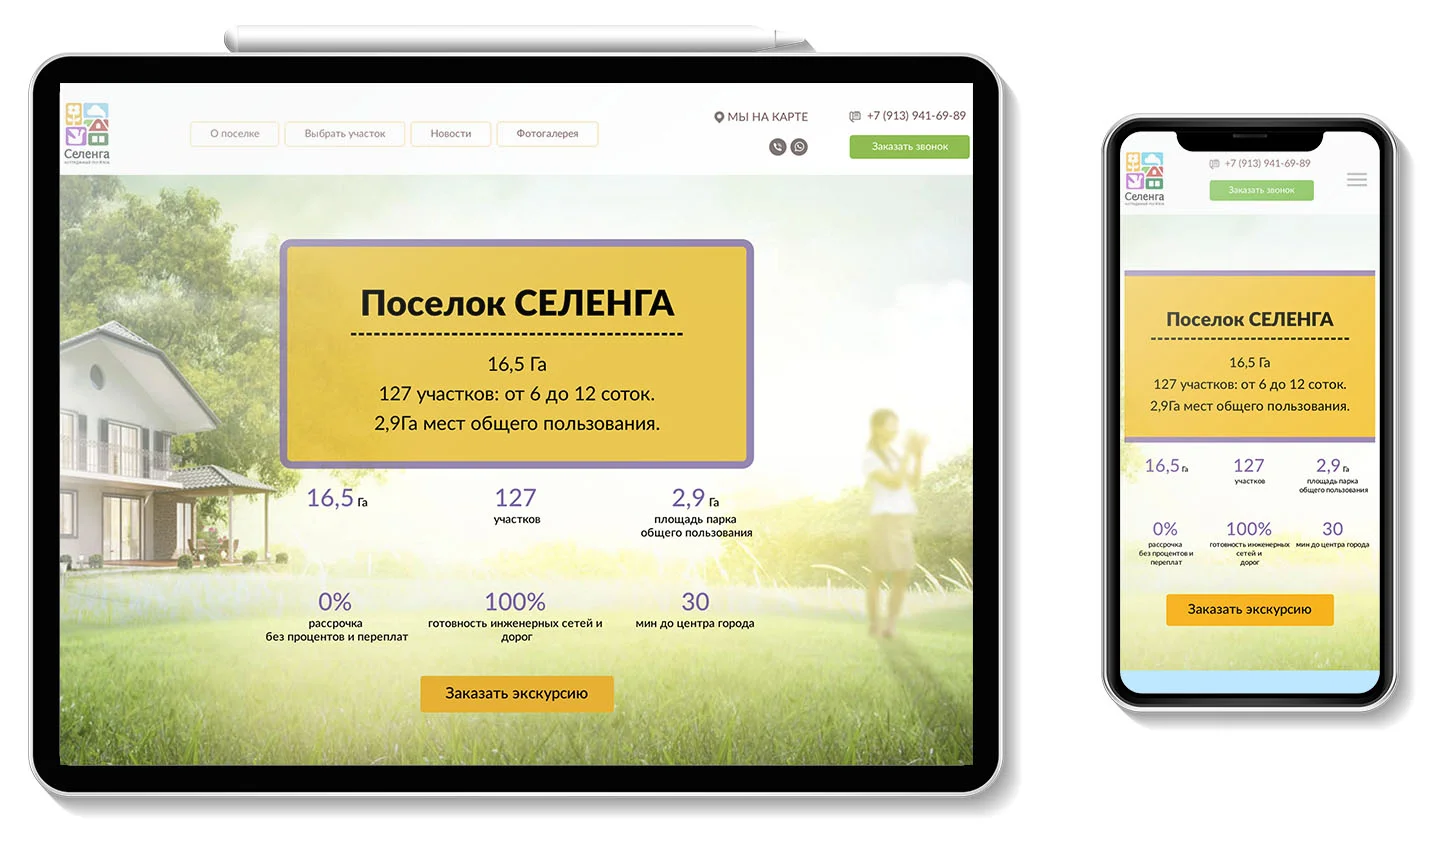 Селенга
О поселке
Выбрать участок
Новости
Фотогалерея
МЫ НА КАРТЕ
+7 (913) 941-69-89
Заказать звонок
Поселок СЕЛЕНГА
16,5 Га
127 участков: от 6 до 12 соток.
2,9Га мест общего пользования.
16,5 Га
127
участков
2,9 Га
площадь парка
общего пользования
0%
рассрочка
без процентов и переплат
100%
готовность инженерных сетей и
дорог
30
мин до центра города
Заказать экскурсию
Селенга
+7 (913) 941-69-89
Заказать звонок
Поселок СЕЛЕНГА
16,5 Га
127 участков: от 6 до 12 соток.
2,9Га мест общего пользования.
16,5 Га
127
участков
2,9 Га
площадь парка
общего пользования
0%
рассрочка
без процентов и
переплат
100%
готовность инженерных
сетей и
дорог
30
мин до центра города
Заказать экскурсию